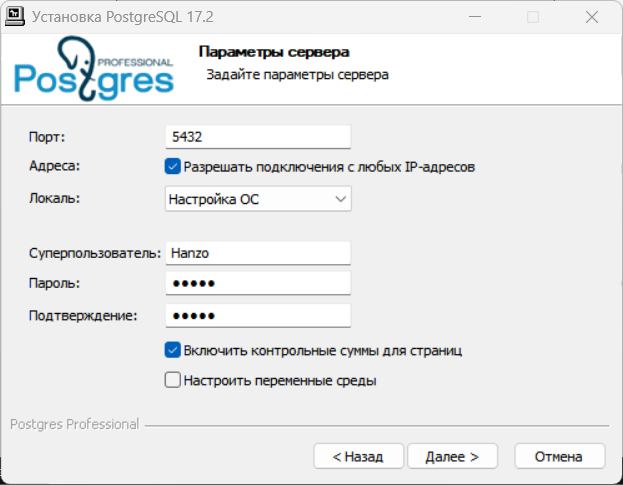 Установка PostgreSQL 17.2
PROFESSIONAL
Postgres
Параметры сервера
Задайте параметры сервера
Порт: 5432
Адреса: Разрешать подключения с любых IP-адресов
Локаль: Настройка ОС
Суперпользователь: Hanzo
Пароль: •••••
Подтверждение: •••••
Включить контрольные суммы для страниц
Настроить переменные среды
Postgres Professional
< Назад Далее > Отмена